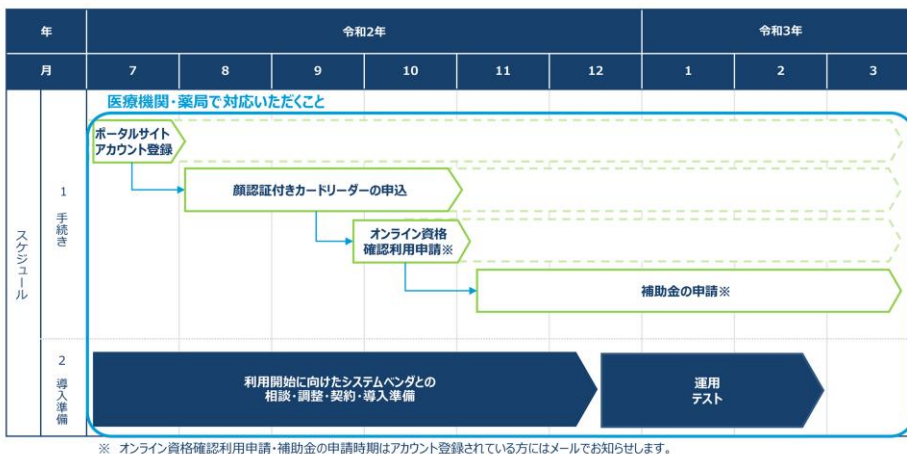 年
令和2年
令和3年
月
7
8
9
10
11
12
1
2
3
医療機関・薬局で対応いただくこと
スケジュール
1
手続き
ポータルサイト
アカウント登録
顔認証付きカードリーダーの申込
オンライン資格
確認利用申請※
補助金の申請※
2
導入準備
利用開始に向けたシステムベンダとの
相談・調整・契約・導入準備
運用
テスト
※ オンライン資格確認利用申請・補助金の申請時期はアカウント登録されている方にはメールでお知らせします。